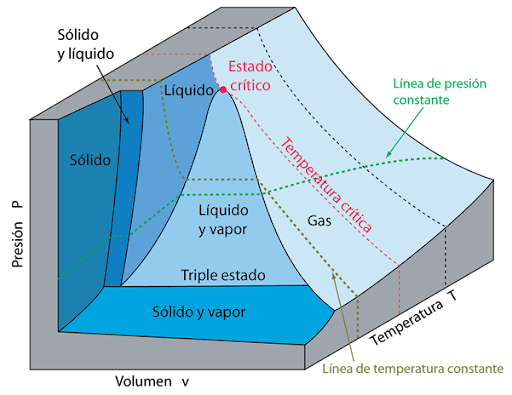 Sólido
y líquido
Estado
crítico
Línea de presión
constante
Líquido
Sólido
Temperatura crítica
Presión P
Líquido
y vapor
Gas
Triple estado
Sólido y vapor
Temperatura T
Línea de temperatura constante
Volumen v